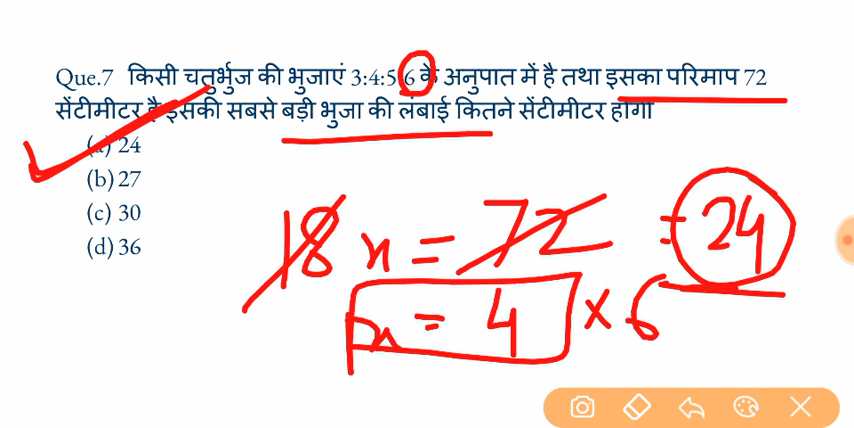 Que.7 किसी चतुर्भुज की भुजाएं 3:4:5:6 के अनुपात में है तथा इसका परिमाप 72
सेंटीमीटर है इसकी सबसे बड़ी भुजा की लंबाई कितने सेंटीमीटर होगी
(a) 24
(b) 27
(c) 30
(d) 36
18 x = 72 = 24
x = 4 × 6